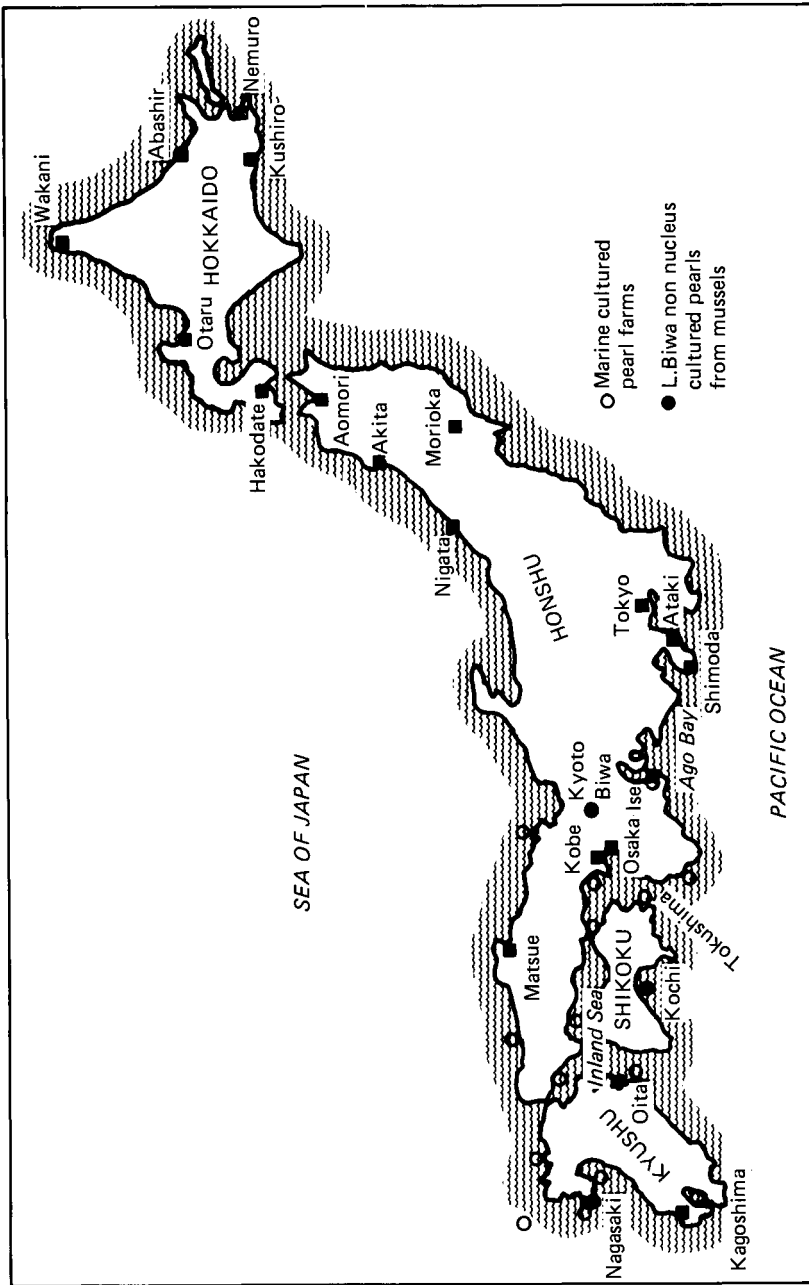 Wakani
Abashir
Nemuro
Kushiro
HOKKAIDO
Otaru
Hakodate
Aomori
Akita
Morioka
Nigata
HONSHU
SEA OF JAPAN
Tokyo
Ataki
Shimoda
Kyoto
Biwa
Kobe
Osaka
Ise
Ago Bay
Matsue
Inland Sea
SHIKOKU
Tokushima
Kochi
Oita
KYUSHU
Nagasaki
Kagoshima
PACIFIC OCEAN
Marine cultured
pearl farms
L.Biwa non nucleus
cultured pearls
from mussels